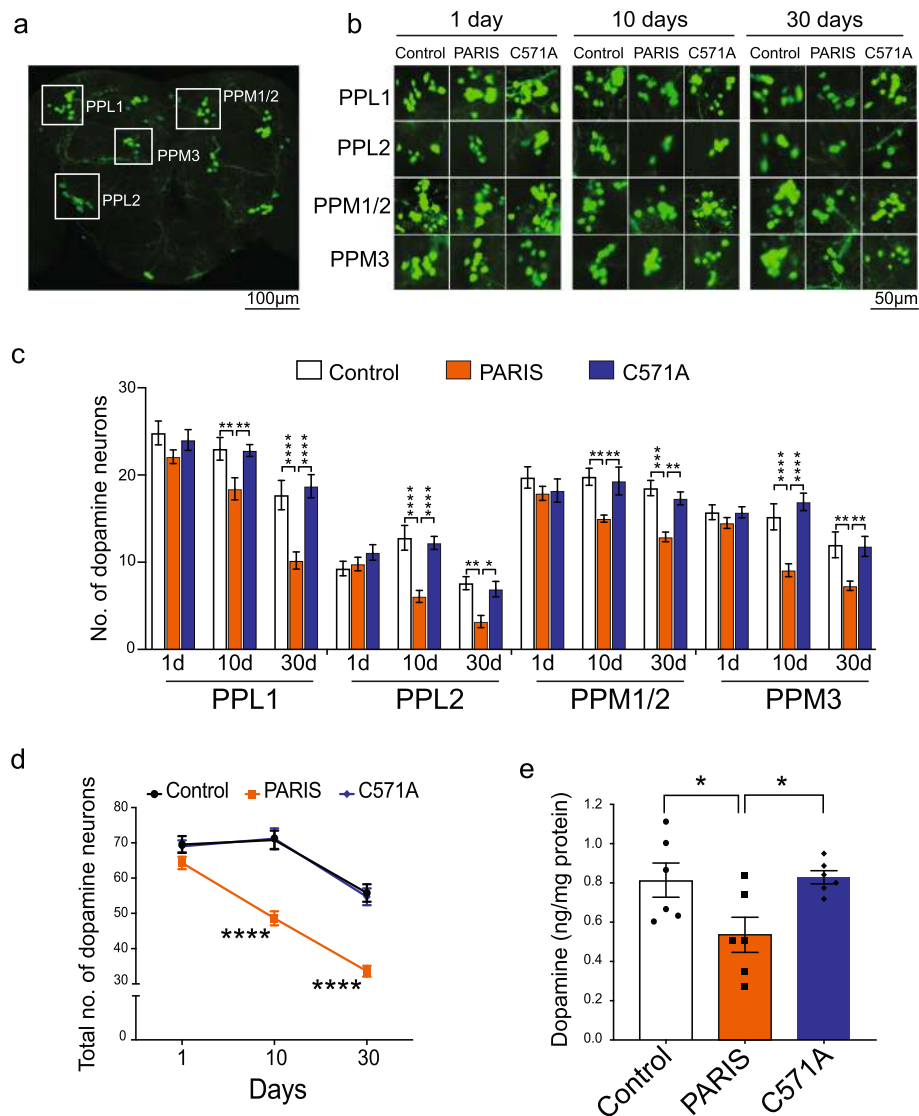 a
PPL1
PPM1/2
PPM3
PPL2
100μm
b
1 day 10 days 30 days
Control PARIS C571A Control PARIS C571A Control PARIS C571A
PPL1
PPL2
PPM1/2
PPM3
50μm
c
Control PARIS C571A
No. of dopamine neurons
30
20
10
0
** ** **** **** **** **** ** * ** ** *** ** **** **** ** **
1d 10d 30d 1d 10d 30d 1d 10d 30d 1d 10d 30d
PPL1 PPL2 PPM1/2 PPM3
d
Control PARIS C571A
Total no. of dopamine neurons
80
70
60
50
40
30
0
****
****
1 10 30
Days
e
* *
Dopamine (ng/mg protein)
1.2
1.0
0.8
0.6
0.4
0.2
0.0
Control PARIS C571A